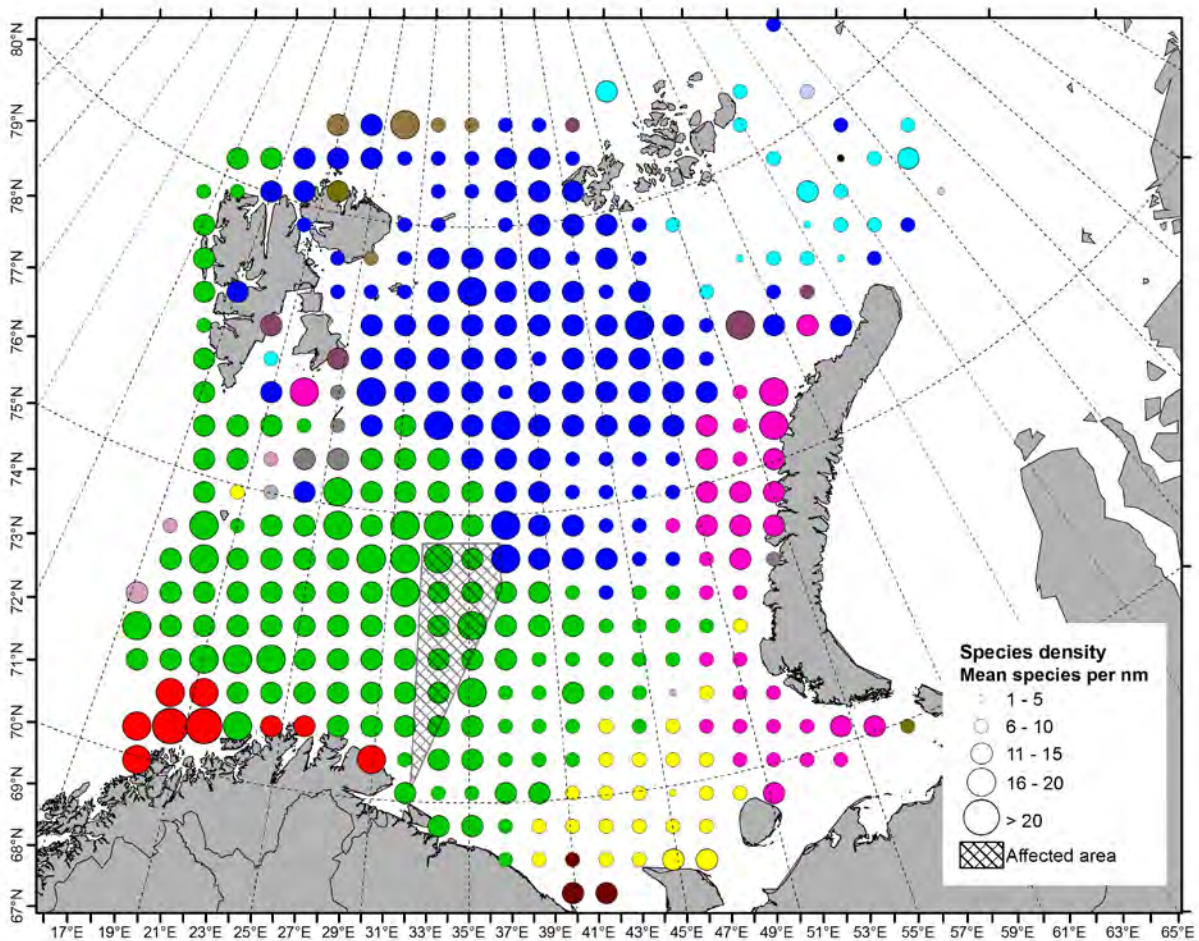 80°N
79°N
78°N
77°N
76°N
75°N
74°N
73°N
72°N
71°N
70°N
69°N
68°N
67°N
Species density
Mean species per nm
1 - 5
6 - 10
11 - 15
16 - 20
> 20
Affected area
17°E 19°E 21°E 23°E 25°E 27°E 29°E 31°E 33°E 35°E 37°E 39°E 41°E 43°E 45°E 47°E 49°E 51°E 53°E 55°E 57°E 59°E 61°E 63°E 65°E